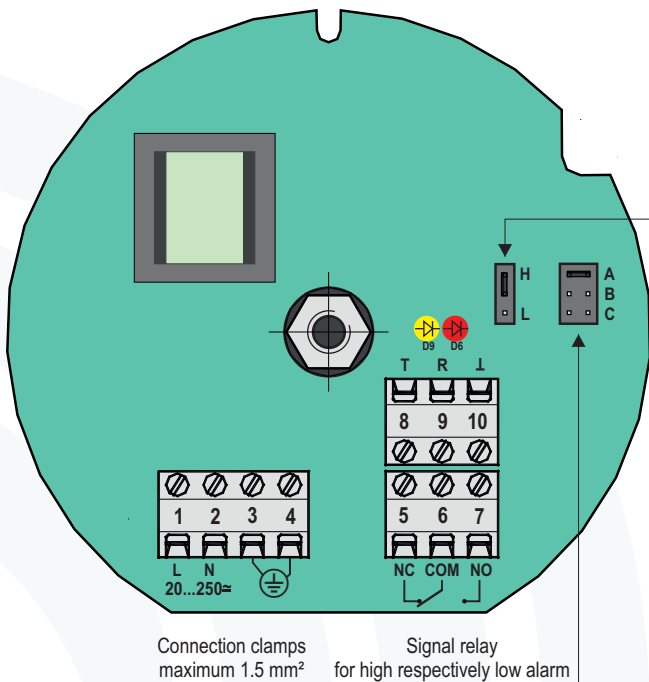 H A
B
L C
D9 D6
T R ⊥
8 9 10
1 2 3 4
5 6 7
L N
NC COM NO
20...250≂
Connection clamps
maximum 1.5 mm²
Signal relay
for high respectively low alarm